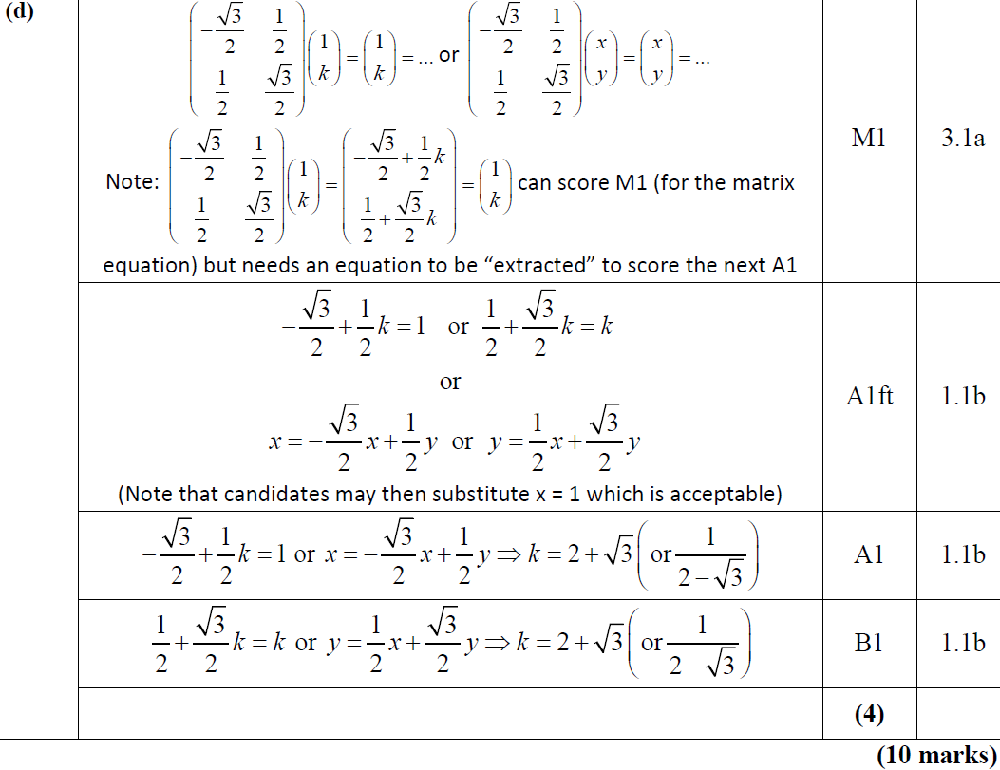 (d)
$\begin{pmatrix} -\frac{\sqrt{3}}{2} & \frac{1}{2} \\ \frac{1}{2} & \frac{\sqrt{3}}{2} \end{pmatrix}\begin{pmatrix} 1 \\ k \end{pmatrix} = \begin{pmatrix} 1 \\ k \end{pmatrix} = ...$ or $\begin{pmatrix} -\frac{\sqrt{3}}{2} & \frac{1}{2} \\ \frac{1}{2} & \frac{\sqrt{3}}{2} \end{pmatrix}\begin{pmatrix} x \\ y \end{pmatrix} = \begin{pmatrix} x \\ y \end{pmatrix} = ...$
Note: $\begin{pmatrix} -\frac{\sqrt{3}}{2} & \frac{1}{2} \\ \frac{1}{2} & \frac{\sqrt{3}}{2} \end{pmatrix}\begin{pmatrix} 1 \\ k \end{pmatrix} = \begin{pmatrix} -\frac{\sqrt{3}}{2} + \frac{1}{2}k \\ \frac{1}{2} + \frac{\sqrt{3}}{2}k \end{pmatrix} = \begin{pmatrix} 1 \\ k \end{pmatrix}$ can score M1 (for the matrix
equation) but needs an equation to be “extracted” to score the next A1
M1
3.1a
$-\frac{\sqrt{3}}{2} + \frac{1}{2}k = 1$ or $\frac{1}{2} + \frac{\sqrt{3}}{2}k = k$
or
$x = -\frac{\sqrt{3}}{2}x + \frac{1}{2}y$ or $y = \frac{1}{2}x + \frac{\sqrt{3}}{2}y$
(Note that candidates may then substitute x = 1 which is acceptable)
A1ft
1.1b
$-\frac{\sqrt{3}}{2} + \frac{1}{2}k = 1$ or $x = -\frac{\sqrt{3}}{2}x + \frac{1}{2}y \Rightarrow k = 2 + \sqrt{3}\left(\text{or} \frac{1}{2 - \sqrt{3}}\right)$
A1
1.1b
$\frac{1}{2} + \frac{\sqrt{3}}{2}k = k$ or $y = \frac{1}{2}x + \frac{\sqrt{3}}{2}y \Rightarrow k = 2 + \sqrt{3}\left(\text{or} \frac{1}{2 - \sqrt{3}}\right)$
B1
1.1b
(4)
(10 marks)